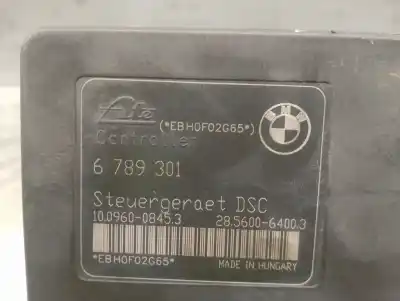 Ate
(*EBH0F02G65*)
BMW
Controller
6 789 301
Steuergeraet DSC
10.0960-0845.3
28.5600-6400.3
*EBH0F02G65*
MADE IN HUNGARY